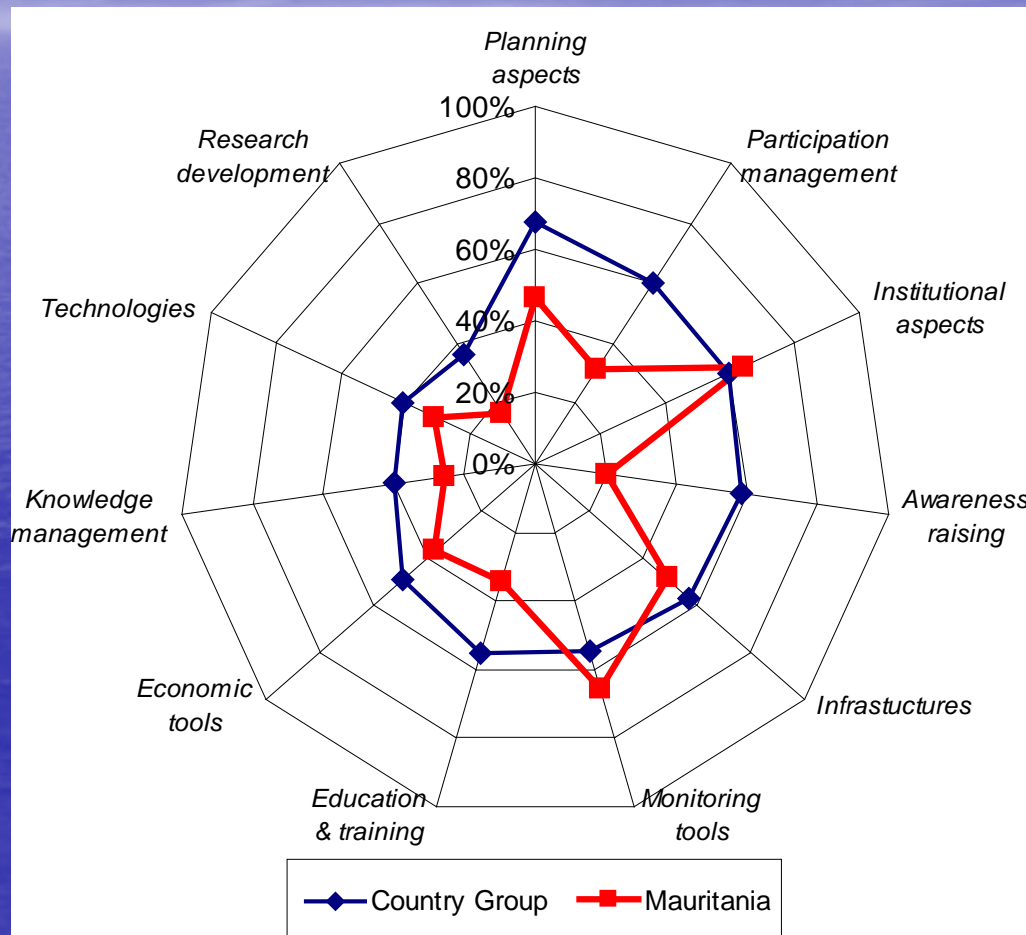 Planning
aspects
100%
80%
60%
40%
20%
0%
Participation
management
Institutional
aspects
Awareness
raising
Infrastuctures
Monitoring
tools
Education
& training
Economic
tools
Knowledge
management
Technologies
Research
development
Country Group
Mauritania